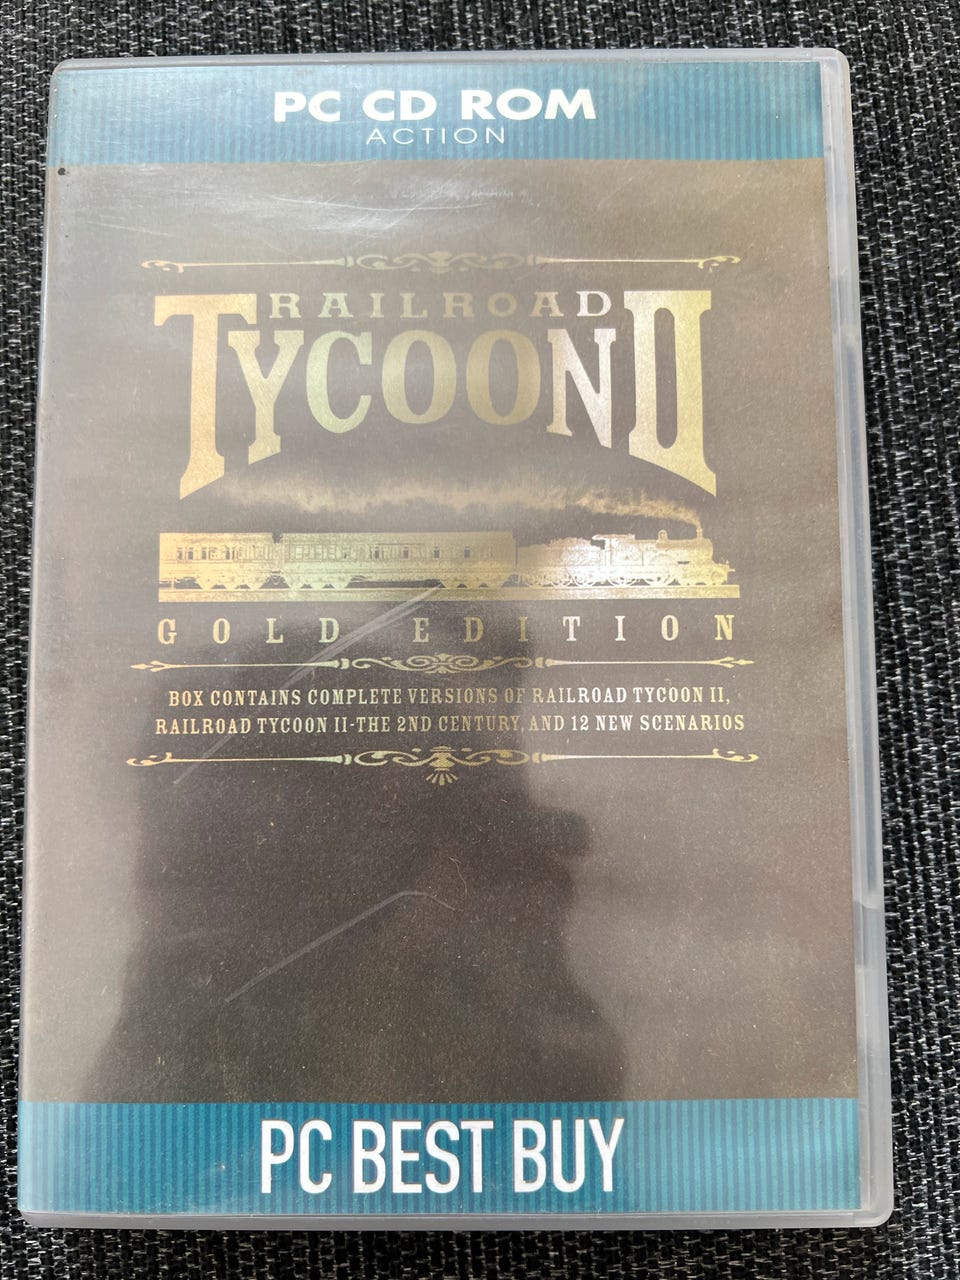 PC CD ROM
ACTION
RAILROAD
TYCOON II
GOLD EDITION
BOX CONTAINS COMPLETE VERSIONS OF RAILROAD TYCOON II,
RAILROAD TYCOON II-THE 2ND CENTURY, AND 12 NEW SCENARIOS
PC BEST BUY